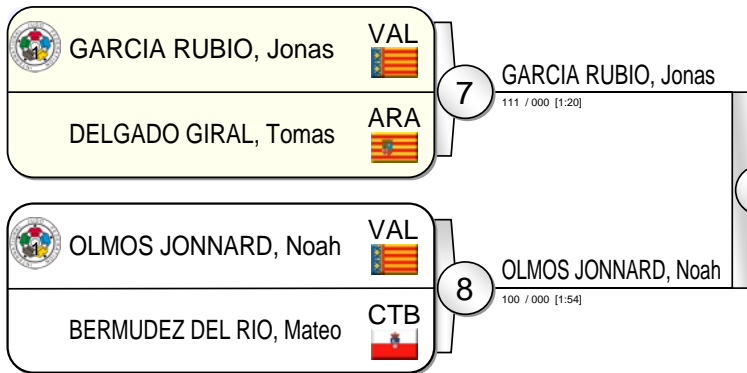 GARCIA RUBIO, Jonas VAL
DELGADO GIRAL, Tomas ARA
7
GARCIA RUBIO, Jonas
111 / 000 [1:20]
OLMOS JONNARD, Noah VAL
BERMUDEZ DEL RIO, Mateo CTB
8
OLMOS JONNARD, Noah
100 / 000 [1:54]